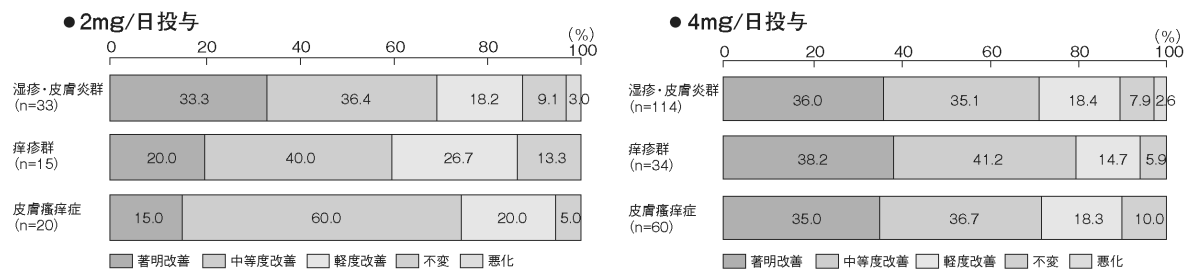 ●2mg/日投与
(%)
0 20 40 60 80 100
湿疹・皮膚炎群
(n=33)
33.3 36.4 18.2 9.1 3.0
痒疹群
(n=15)
20.0 40.0 26.7 13.3
皮膚瘙痒症
(n=20)
15.0 60.0 20.0 5.0
著明改善 中等度改善 軽度改善 不変 悪化
●4mg/日投与
(%)
0 20 40 60 80 100
湿疹・皮膚炎群
(n=114)
36.0 35.1 18.4 7.9 2.6
痒疹群
(n=34)
38.2 41.2 14.7 5.9
皮膚瘙痒症
(n=60)
35.0 36.7 18.3 10.0
著明改善 中等度改善 軽度改善 不変 悪化